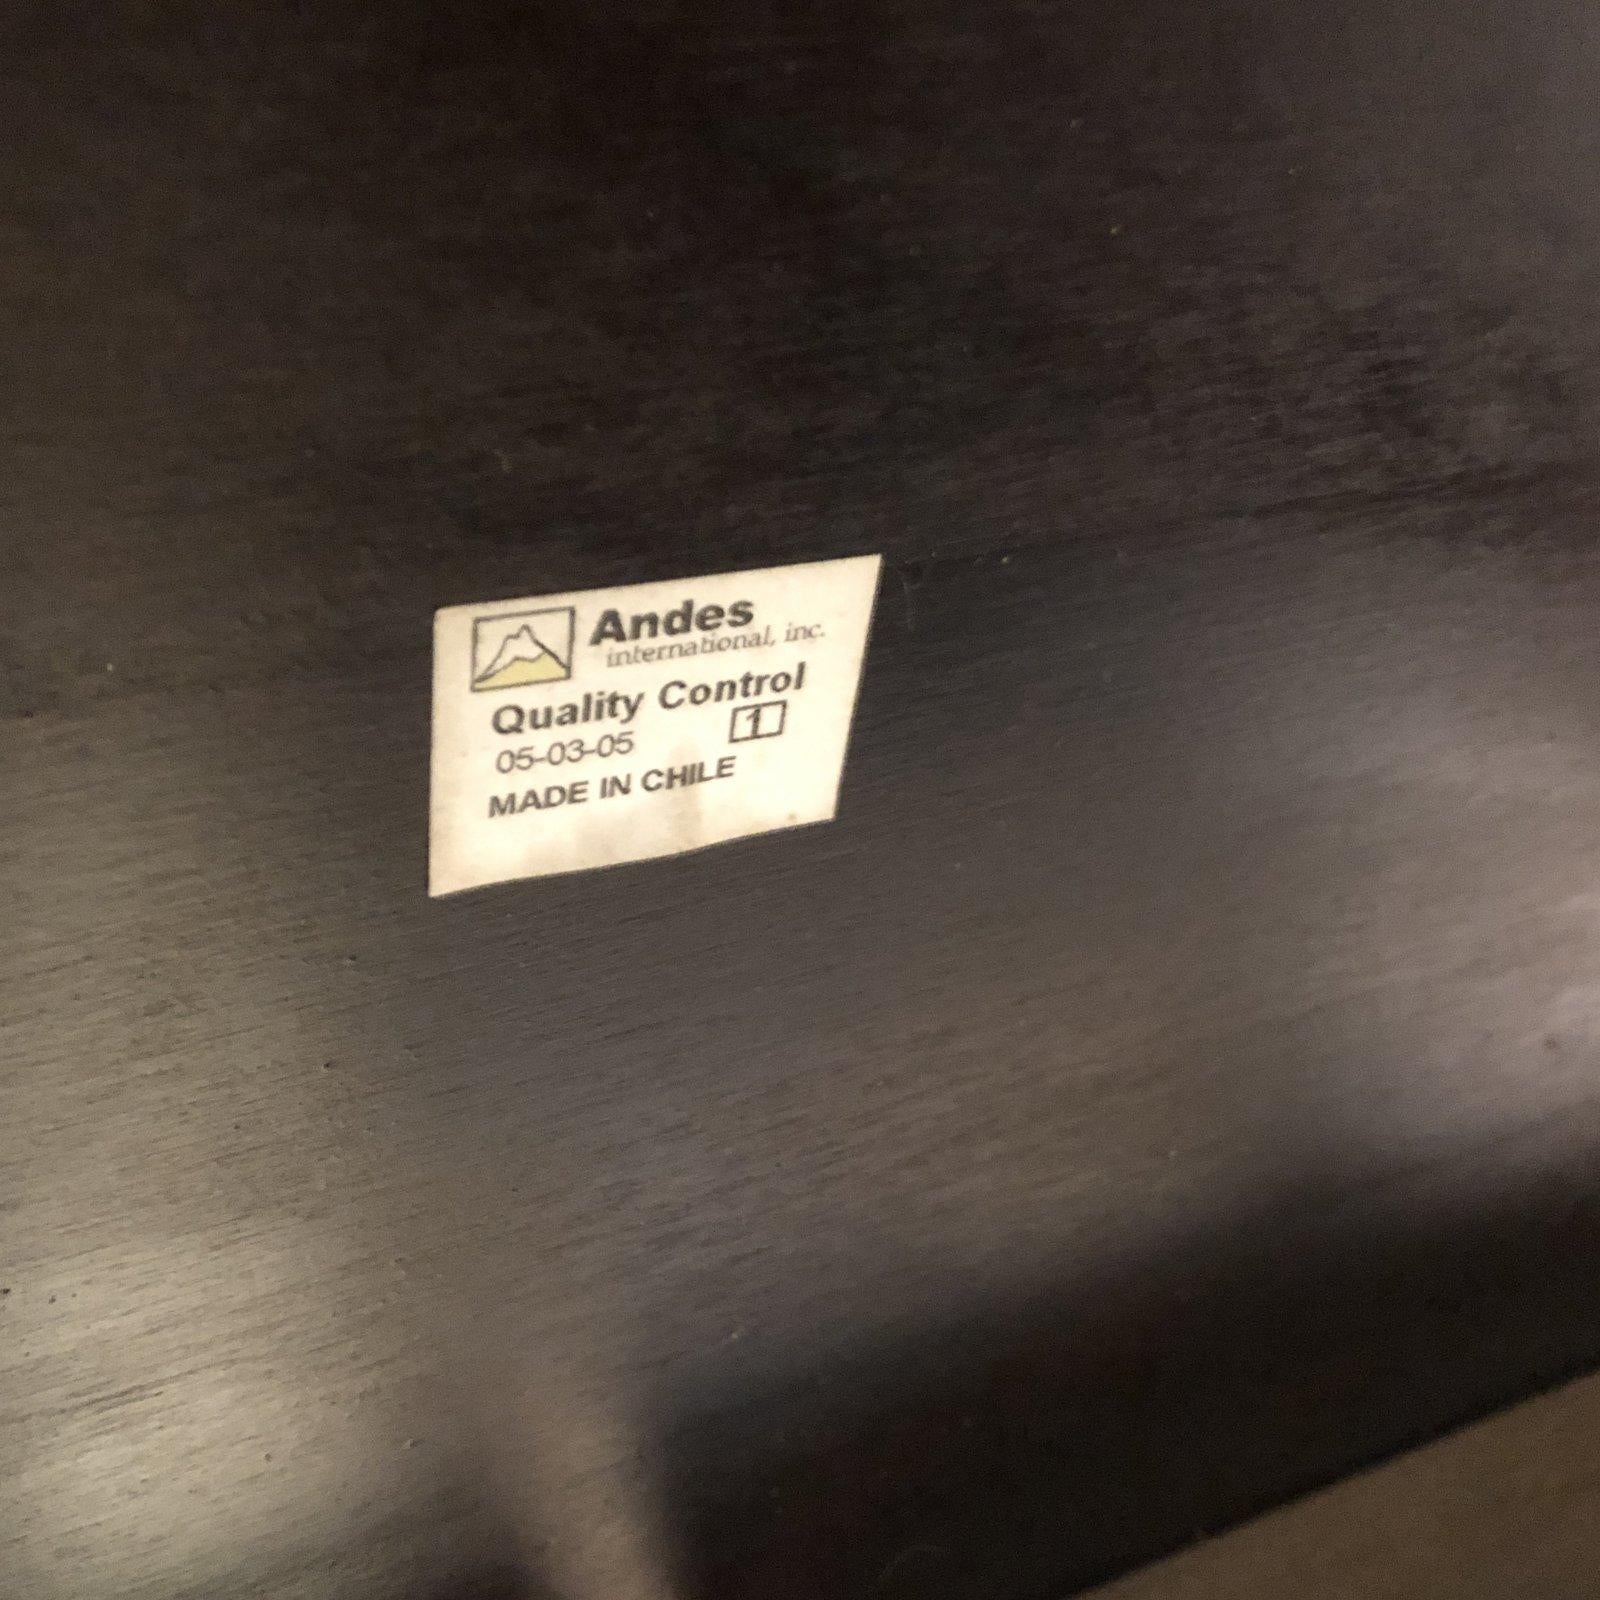 Andes
international, inc.
Quality Control
05-03-05 1
MADE IN CHILE